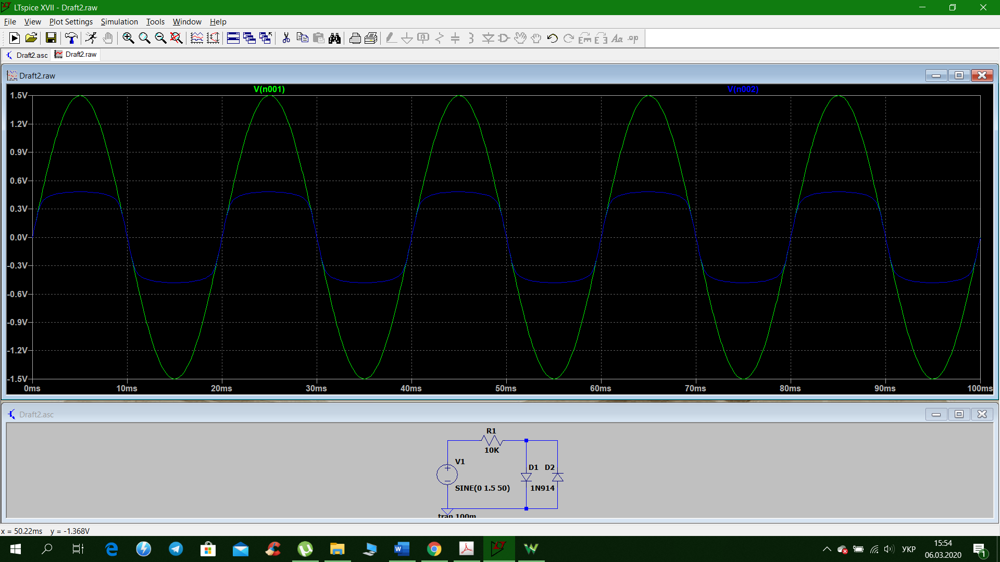 LTspice XVII - Draft2.raw
File View Plot Settings Simulation Tools Window Help
Draft2.asc Draft2.raw
Draft2.raw
V(n001) V(n002)
1.5V
1.2V
0.9V
0.6V
0.3V
0.0V
-0.3V
-0.6V
-0.9V
-1.2V
-1.5V
0ms 10ms 20ms 30ms 40ms 50ms 60ms 70ms 80ms 90ms 100ms
Draft2.asc
R1
10K
V1
D1 D2
SINE(0 1.5 50) 1N914
tran 100m
x = 50.22ms y = -1.368V
УКР
15:54
06.03.2020
1